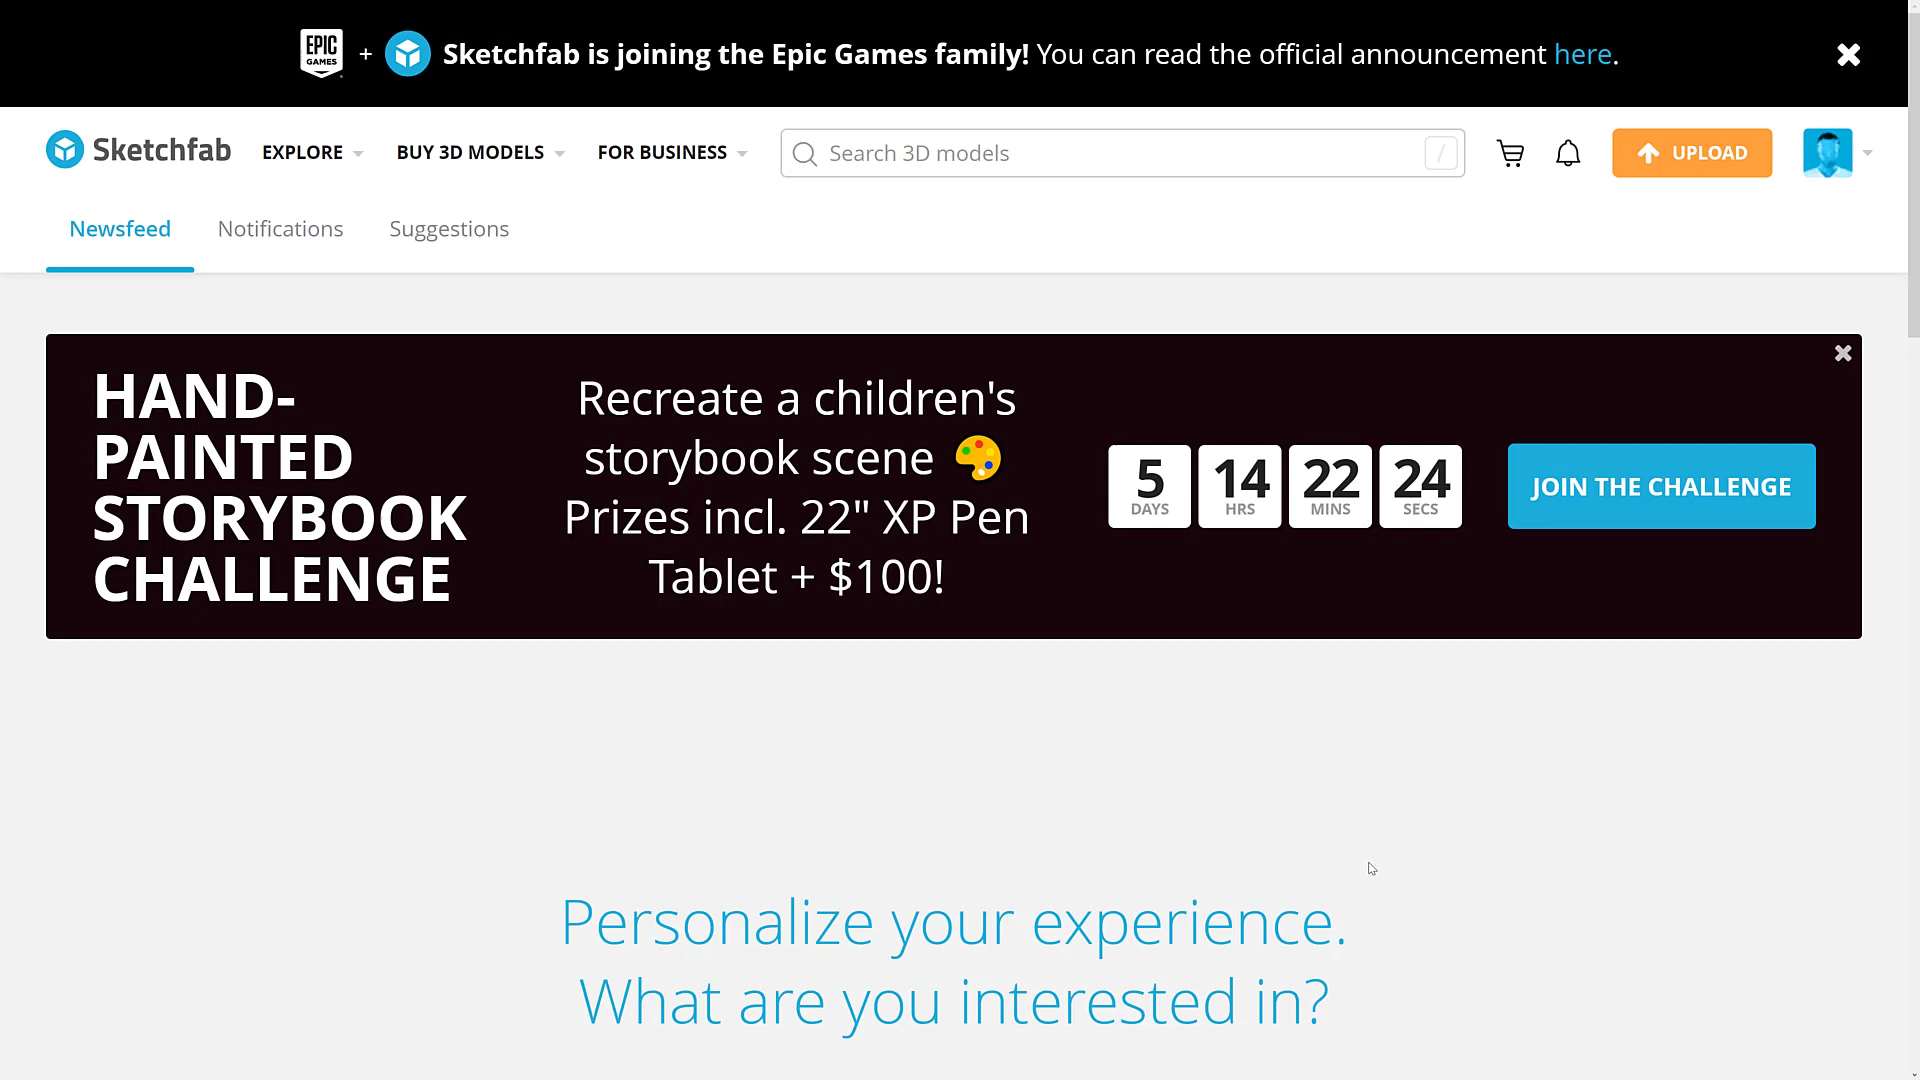 EPIC GAMES + Sketchfab is joining the Epic Games family! You can read the official announcement here.
Sketchfab EXPLORE BUY 3D MODELS FOR BUSINESS Search 3D models / UPLOAD
Newsfeed Notifications Suggestions
HAND-
PAINTED
STORYBOOK
CHALLENGE
Recreate a children's
storybook scene
Prizes incl. 22" XP Pen
Tablet + $100!
5 14 22 24
DAYS HRS MINS SECS
JOIN THE CHALLENGE
Personalize your experience.
What are you interested in?